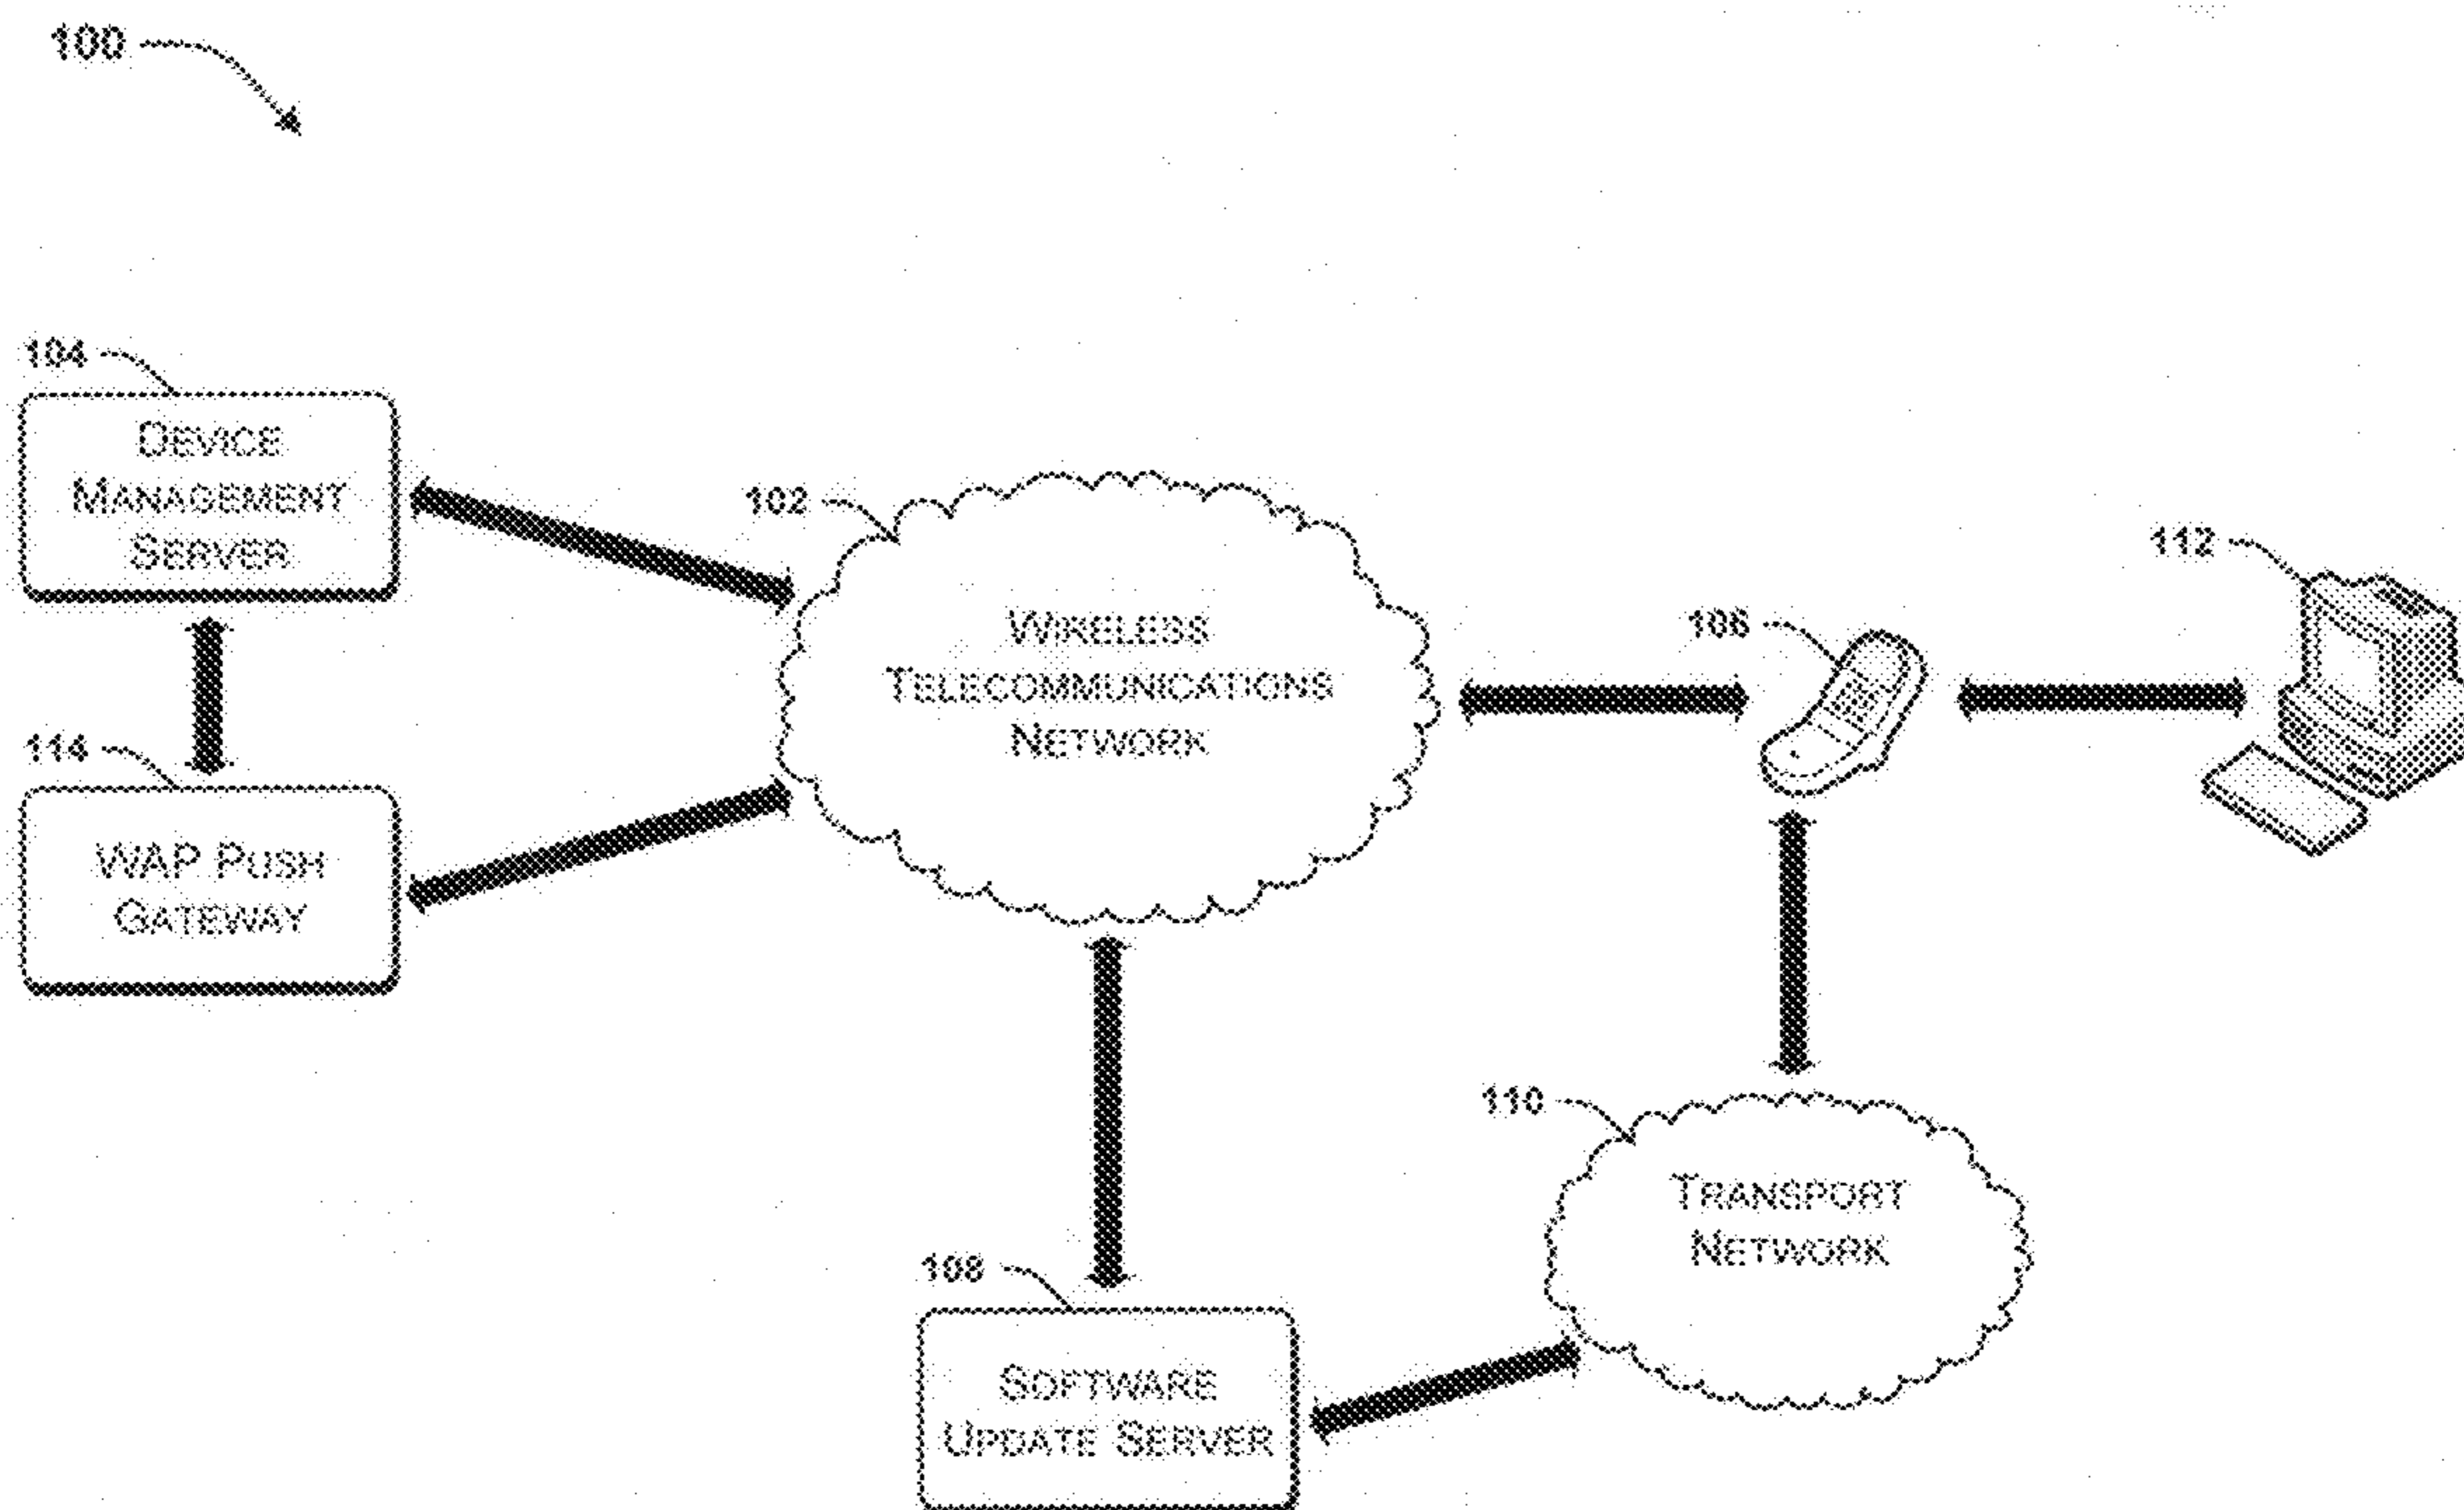 100
104
DEVICE
MANAGEMENT
SERVER
102
WIRELESS
TELECOMMUNICATIONS
NETWORK
106
112
114
WAP PUSH
GATEWAY
110
TRANSPORT
NETWORK
108
SOFTWARE
UPDATE SERVER